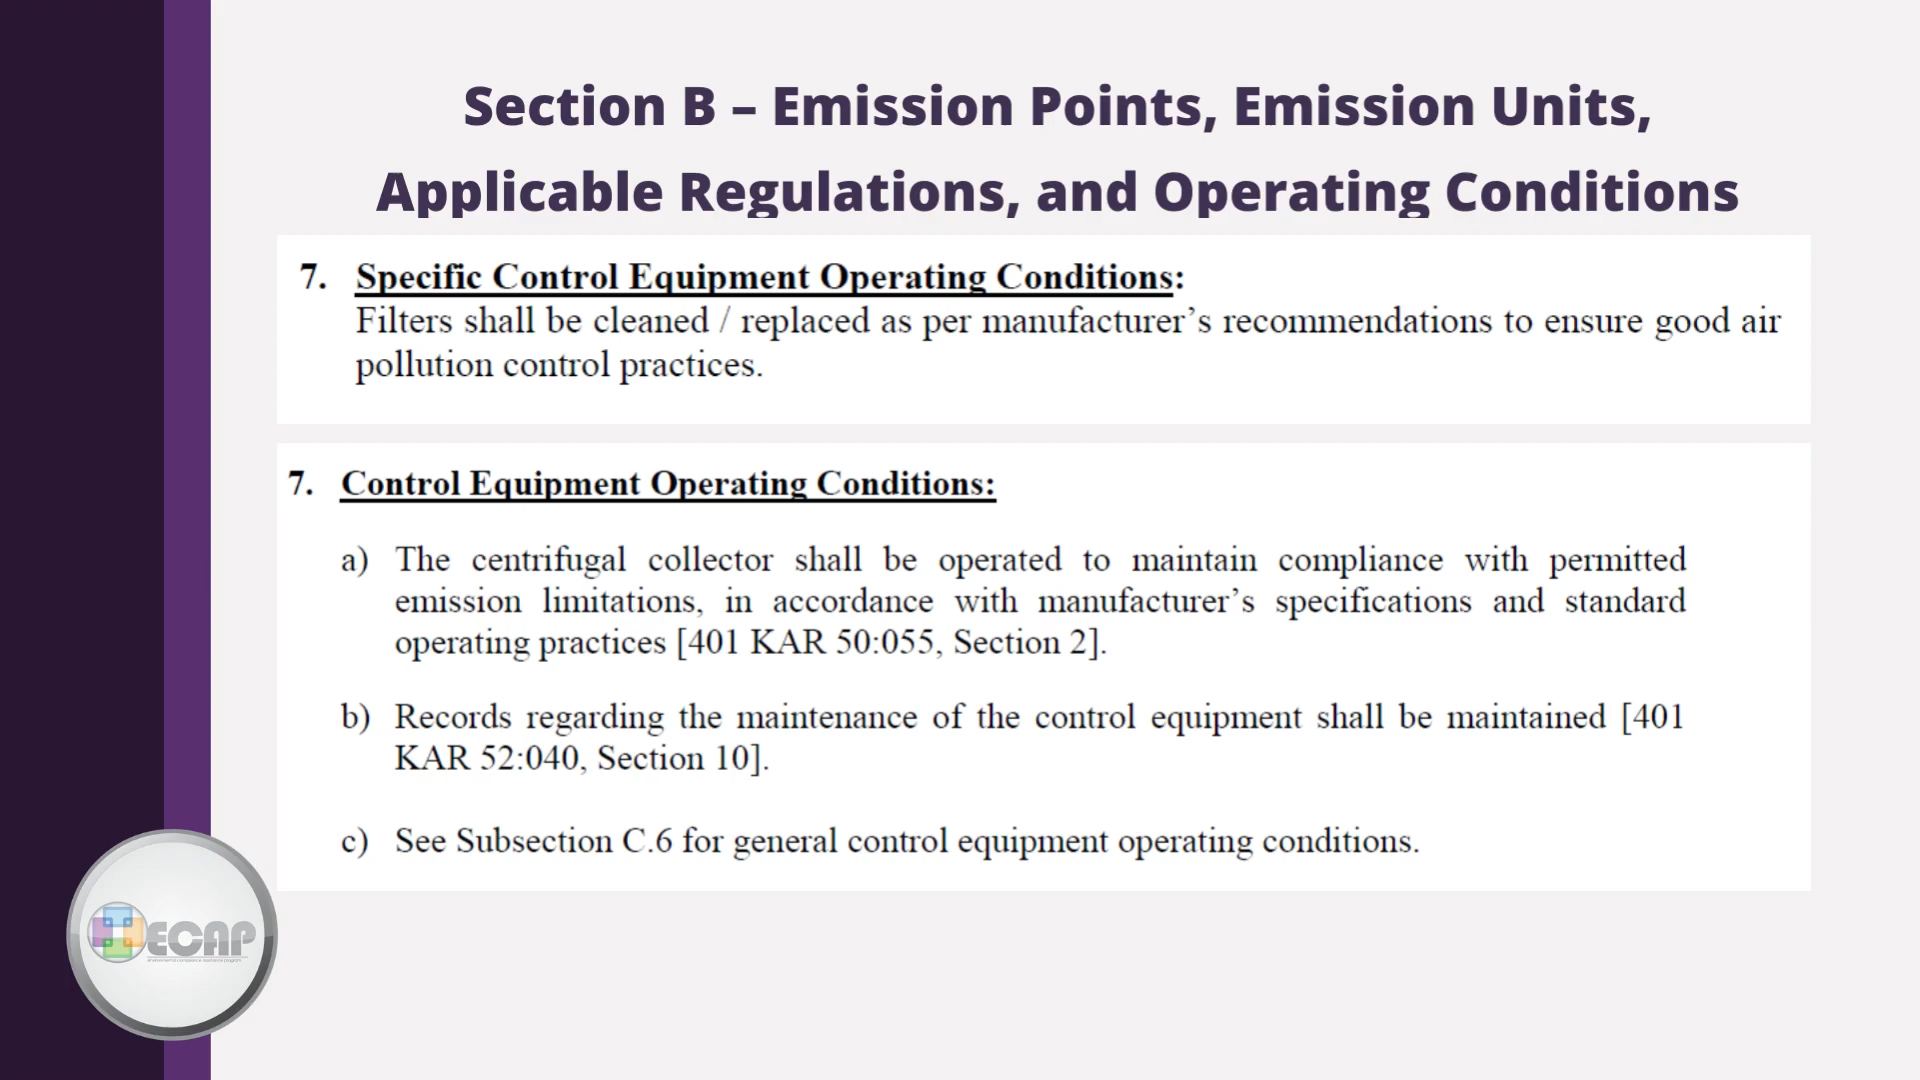 Section B – Emission Points, Emission Units,
Applicable Regulations, and Operating Conditions
7. Specific Control Equipment Operating Conditions:
Filters shall be cleaned / replaced as per manufacturer’s recommendations to ensure good air
pollution control practices.
7. Control Equipment Operating Conditions:
a) The centrifugal collector shall be operated to maintain compliance with permitted
emission limitations, in accordance with manufacturer’s specifications and standard
operating practices [401 KAR 50:055, Section 2].
b) Records regarding the maintenance of the control equipment shall be maintained [401
KAR 52:040, Section 10].
c) See Subsection C.6 for general control equipment operating conditions.
ECAP